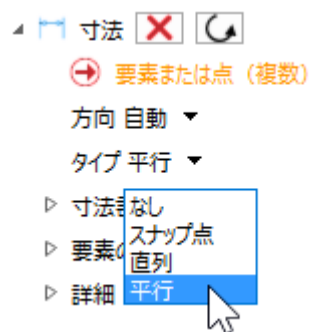 寸法
要素または点（複数）
方向 自動
タイプ 平行
寸法
なし
スナップ点
要素の
直列
詳細
平行